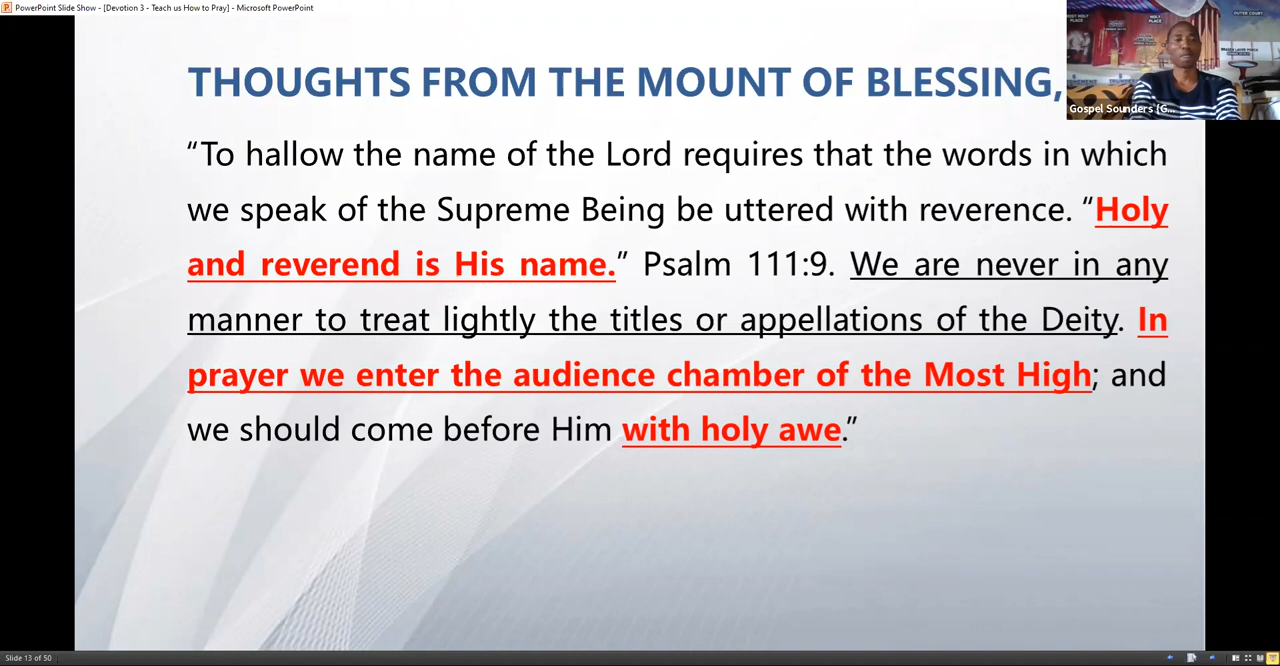 PowerPoint Slide Show - [Devotion 3 - Teach us How to Pray] - Microsoft PowerPoint
THOUGHTS FROM THE MOUNT OF BLESSING,
“To hallow the name of the Lord requires that the words in which
we speak of the Supreme Being be uttered with reverence. “Holy
and reverend is His name.” Psalm 111:9. We are never in any
manner to treat lightly the titles or appellations of the Deity. In
prayer we enter the audience chamber of the Most High; and
we should come before Him with holy awe.”
HOLY
PLACE
OUTER COURT
Gospel Sounders (G...
Slide 13 of 50